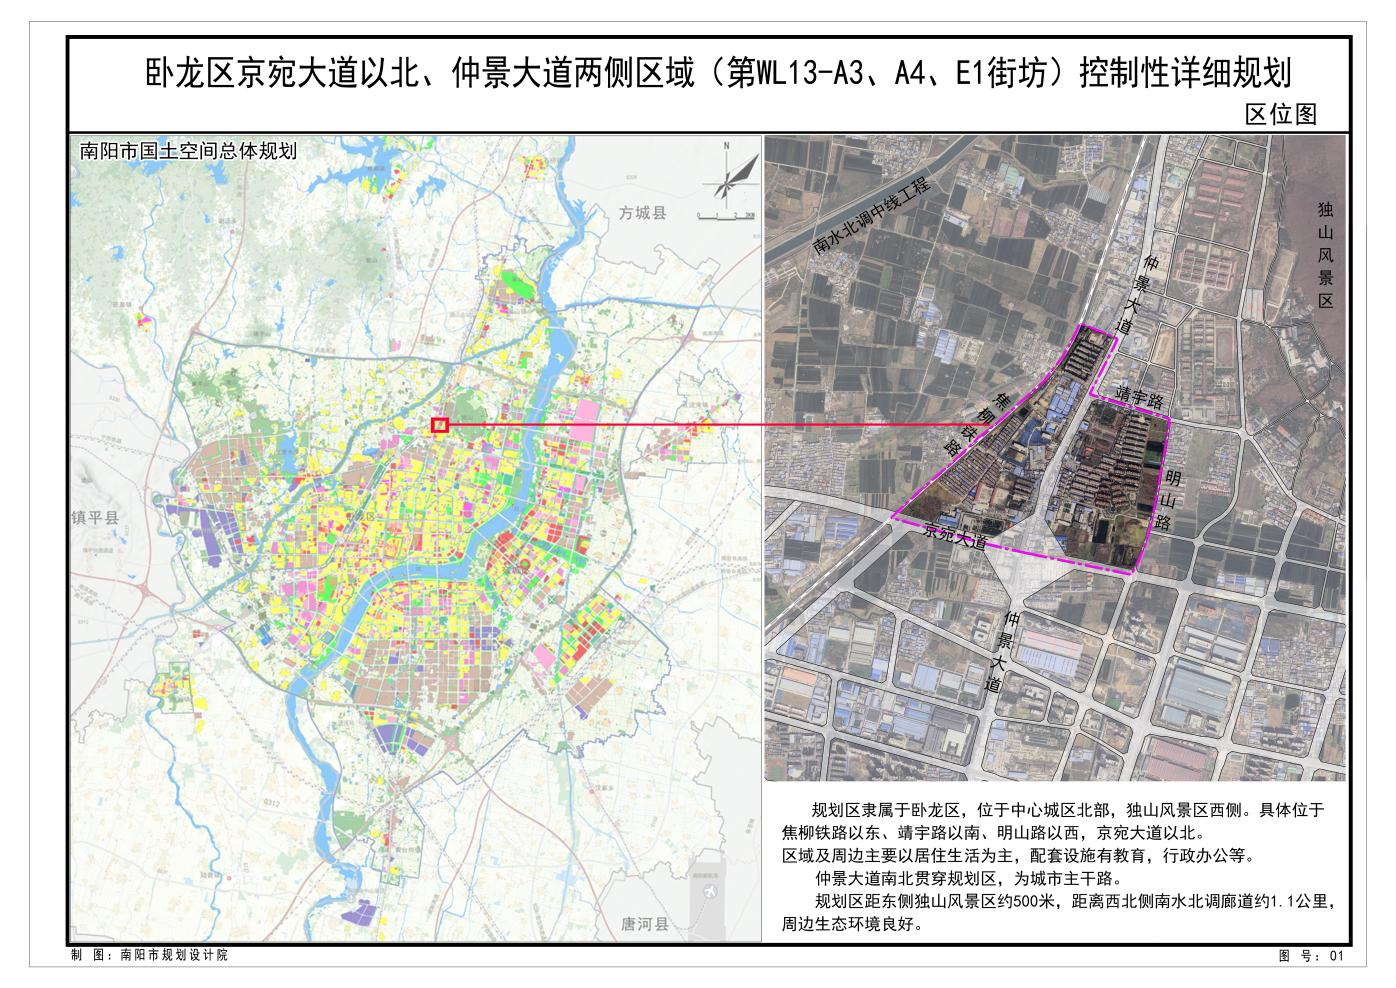 卧龙区京宛大道以北、仲景大道两侧区域（第WL13-A3、A4、E1街坊）控制性详细规划
区位图
南阳市国土空间总体规划
N
方城县
镇平县
唐河县
南水北调中线工程
独山风景区
仲景大道
靖宇路
焦柳铁路
明山路
京宛大道
仲景大道
规划区隶属于卧龙区，位于中心城区北部，独山风景区西侧。具体位于
焦柳铁路以东、靖宇路以南、明山路以西，京宛大道以北。
区域及周边主要以居住生活为主，配套设施有教育，行政办公等。
仲景大道南北贯穿规划区，为城市主干路。
规划区距东侧独山风景区约500米，距离西北侧南水北调廊道约1.1公里，
周边生态环境良好。
制 图：南阳市规划设计院
图 号：01